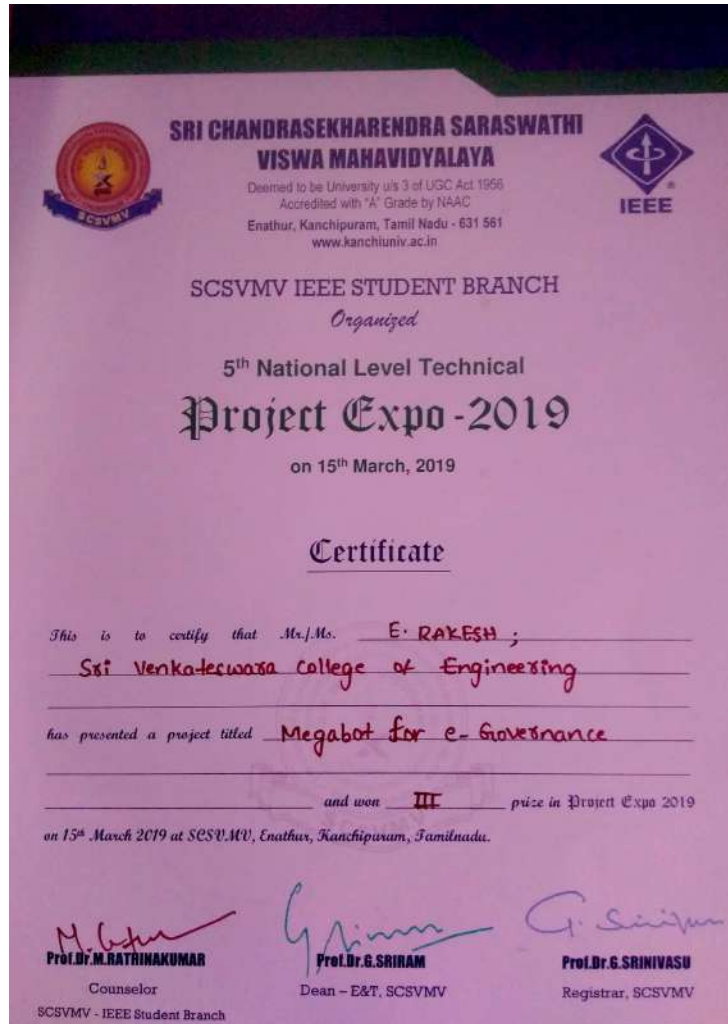 SRI CHANDRASEKHARENDRA SARASWATHI
VISWA MAHAVIDYALAYA
Deemed to be University u/s 3 of UGC Act 1956
Accredited with "A" Grade by NAAC
Enathur, Kanchipuram, Tamil Nadu - 631 561
www.kanchiuniv.ac.in
SCSVMV
IEEE
SCSVMV IEEE STUDENT BRANCH
Organized
5th National Level Technical
Project Expo-2019
on 15th March, 2019
Certificate
This is to certify that Mr./Ms. E. RAKESH ;
Sri Venkateswara College of Engineering
has presented a project titled Megabot for e-Governance
and won III prize in Project Expo 2019
on 15th March 2019 at SCSVMV, Enathur, Kanchipuram, Tamilnadu.
Prof.Dr.M.RATHINAKUMAR
Counselor
SCSVMV - IEEE Student Branch
Prof.Dr.G.SRIRAM
Dean – E&T, SCSVMV
Prof.Dr.G.SRINIVASU
Registrar, SCSVMV